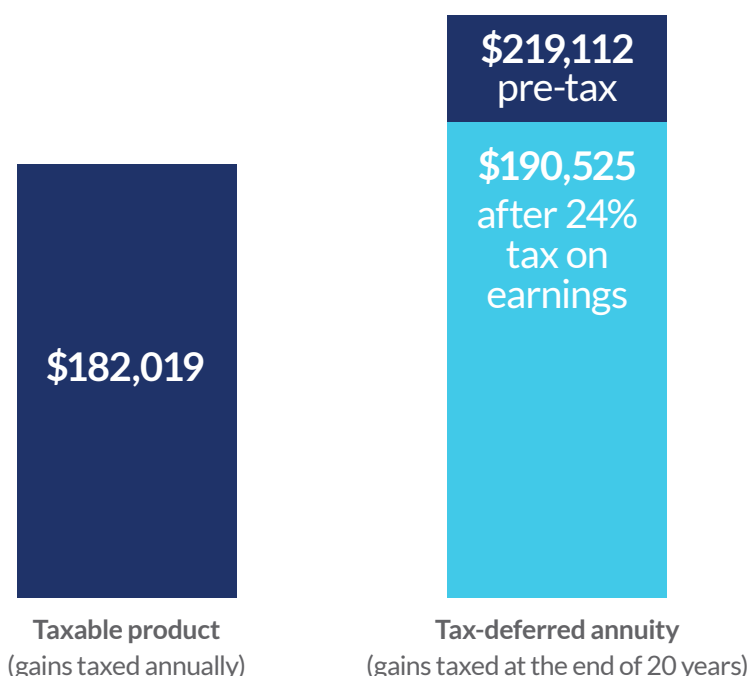 $219,112
pre-tax
$190,525
after 24%
tax on
earnings
$182,019
Taxable product
(gains taxed annually)
Tax-deferred annuity
(gains taxed at the end of 20 years)